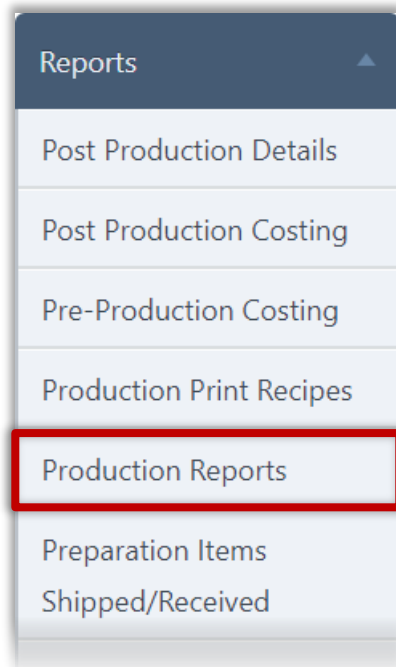 Reports
Post Production Details
Post Production Costing
Pre-Production Costing
Production Print Recipes
Production Reports
Preparation Items
Shipped/Received